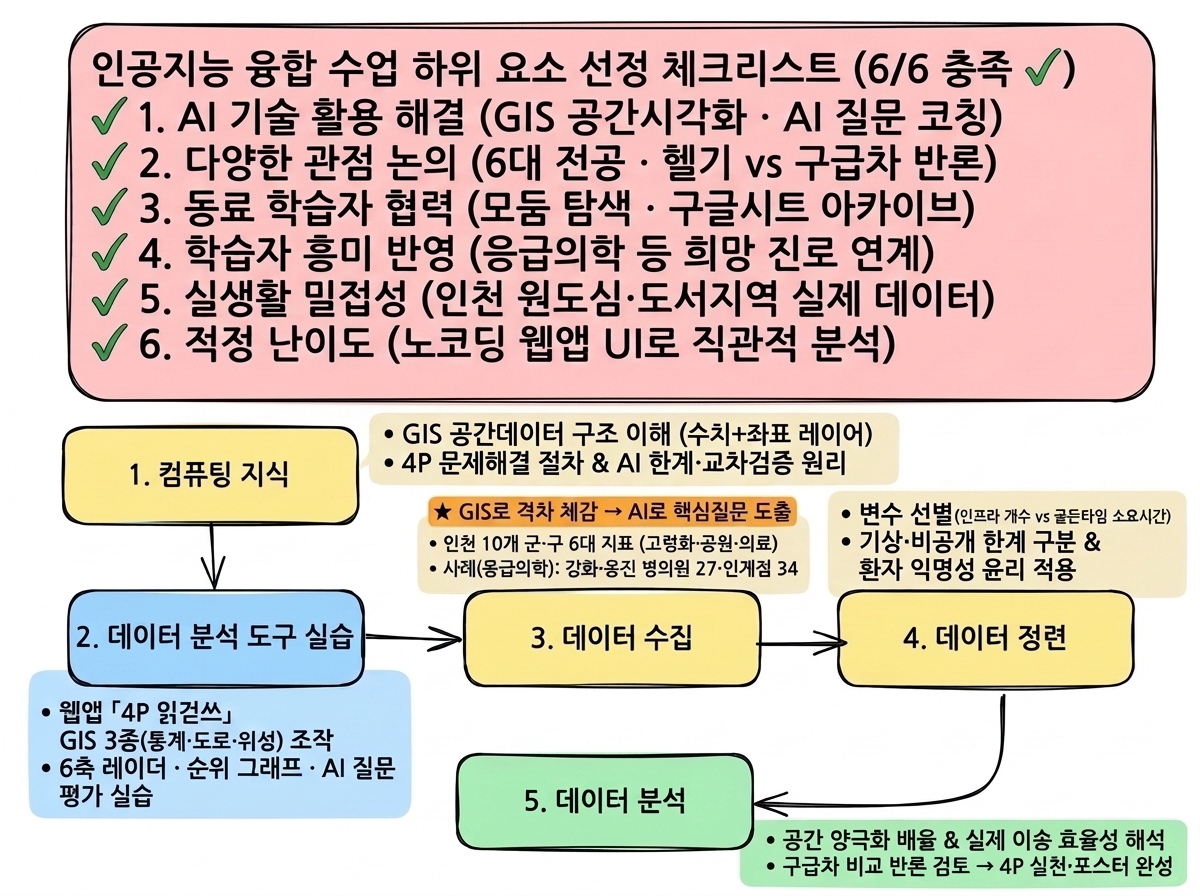 인공지능 융합 수업 하위 요소 선정 체크리스트 (6/6 충족 ✓)
✓ 1. AI 기술 활용 해결 (GIS 공간시각화 · AI 질문 코칭)
✓ 2. 다양한 관점 논의 (6대 전공 · 헬기 vs 구급차 반론)
✓ 3. 동료 학습자 협력 (모둠 탐색 · 구글시트 아카이브)
✓ 4. 학습자 흥미 반영 (응급의학 등 희망 진로 연계)
✓ 5. 실생활 밀접성 (인천 원도심·도서지역 실제 데이터)
✓ 6. 적정 난이도 (노코딩 웹앱 UI로 직관적 분석)
1. 컴퓨팅 지식
• GIS 공간데이터 구조 이해 (수치+좌표 레이어)
• 4P 문제해결 절차 & AI 한계·교차검증 원리
2. 데이터 분석 도구 실습
• 웹앱 「4P 읽걷쓰」
GIS 3종(통계·도로·위성) 조작
• 6축 레이더 · 순위 그래프 · AI 질문
평가 실습
★ GIS로 격차 체감 → AI로 핵심질문 도출
• 인천 10개 군·구 6대 지표 (고령화·공원·의료)
• 사례(몽급의학): 강화·옹진 병의원 27·인게점 34
3. 데이터 수집
• 변수 선별(인프라 개수 vs 골든타임 소요시간)
• 기상·비공개 한계 구분 &
환자 익명성 윤리 적용
4. 데이터 정련
5. 데이터 분석
• 공간 양극화 배율 & 실제 이송 효율성 해석
• 구급차 비교 반론 검토 → 4P 실천·포스터 완성